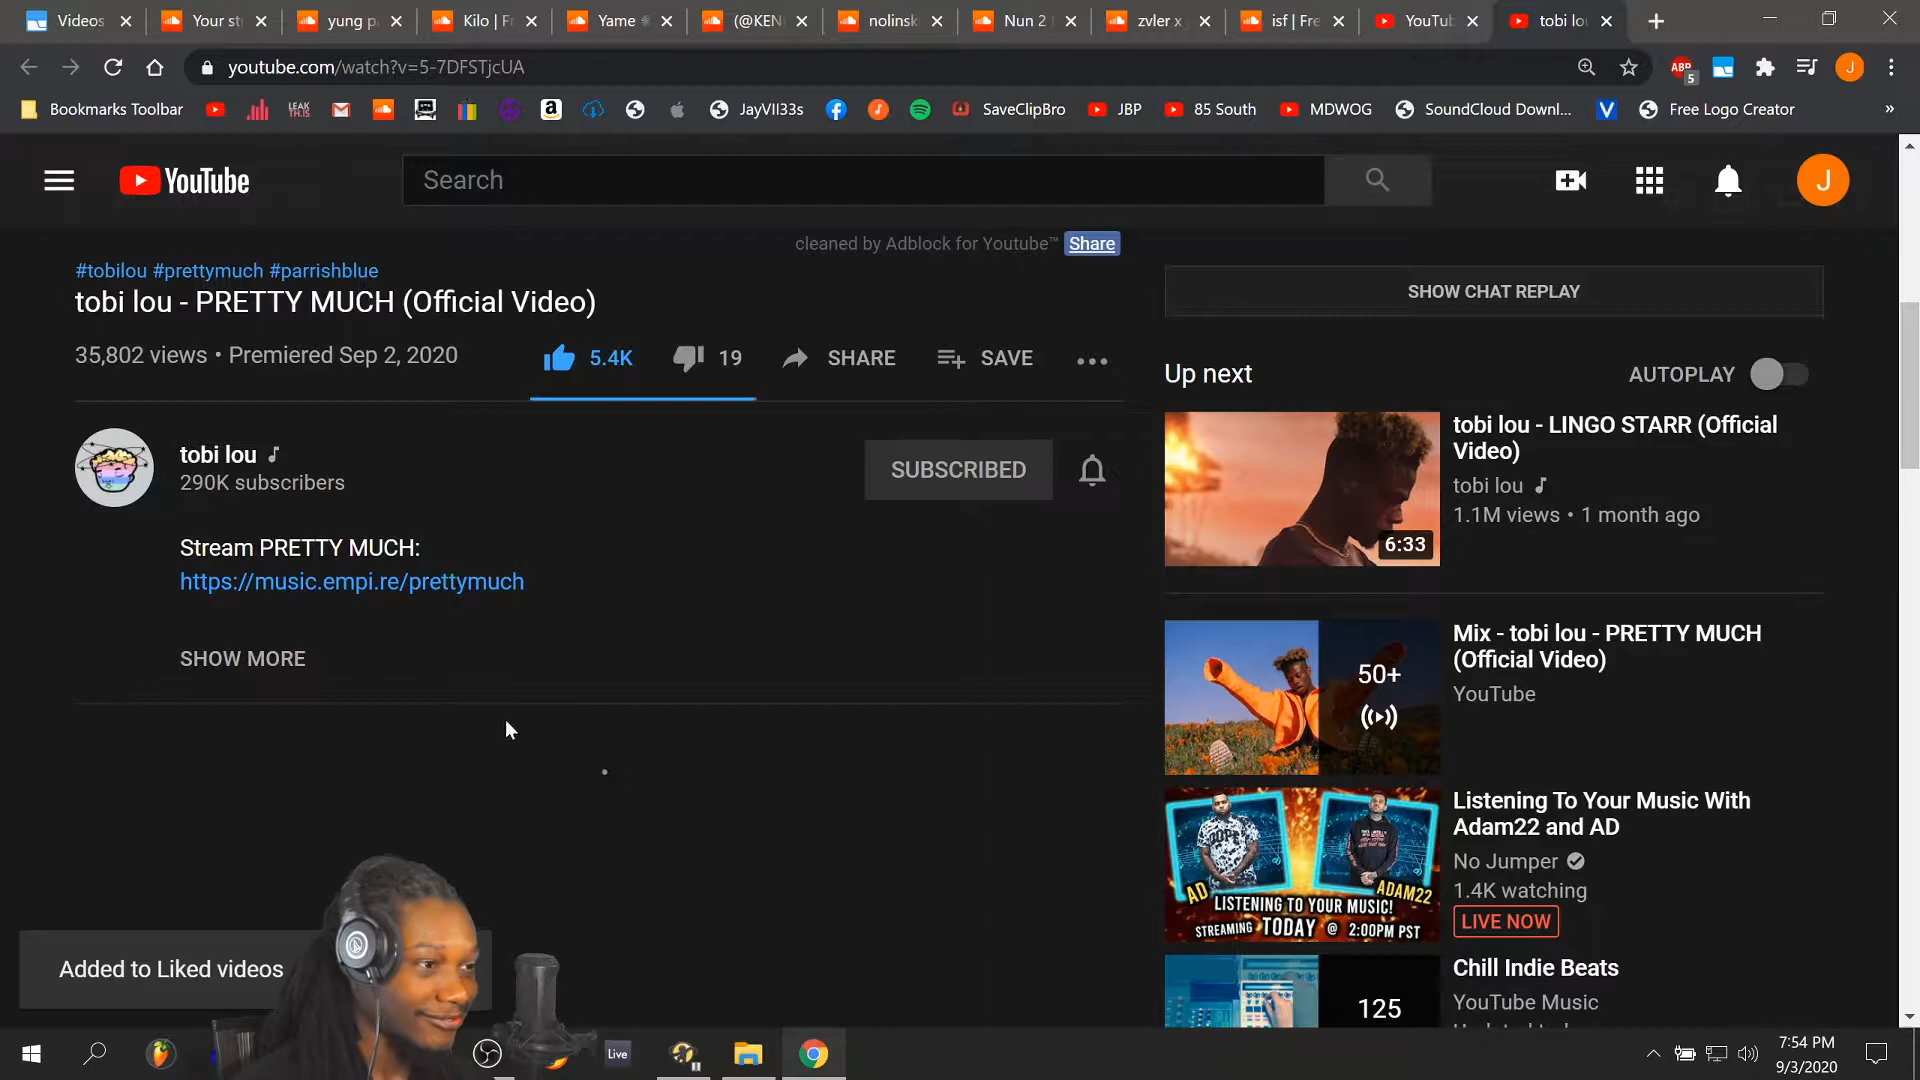 Videos
Your st
yung p
Kilo | F
Yame
(@KEN
nolinsk
Nun 2
zvler x
isf | Fre
YouTub
tobi lo
youtube.com/watch?v=5-7DFSTjcUA
ABP
5
J
Bookmarks Toolbar
LEAK
TH.IS
JayVII33s
SaveClipBro
JBP
85 South
MDWOG
SoundCloud Downl...
V
Free Logo Creator
»
YouTube
Search
J
cleaned by Adblock for Youtube™ Share
#tobilou #prettymuch #parrishblue
tobi lou - PRETTY MUCH (Official Video)
35,802 views • Premiered Sep 2, 2020
5.4K
19
SHARE
SAVE
tobi lou
290K subscribers
SUBSCRIBED
Stream PRETTY MUCH:
https://music.empi.re/prettymuch
SHOW MORE
SHOW CHAT REPLAY
Up next
AUTOPLAY
tobi lou - LINGO STARR (Official
Video)
tobi lou
1.1M views • 1 month ago
6:33
Mix - tobi lou - PRETTY MUCH
(Official Video)
YouTube
50+
Listening To Your Music With
Adam22 and AD
No Jumper
1.4K watching
LIVE NOW
AD
ADAM22
LISTENING TO YOUR MUSIC!
STREAMING TODAY @ 2:00PM PST
Chill Indie Beats
YouTube Music
125
Added to Liked videos
Live
7:54 PM
9/3/2020